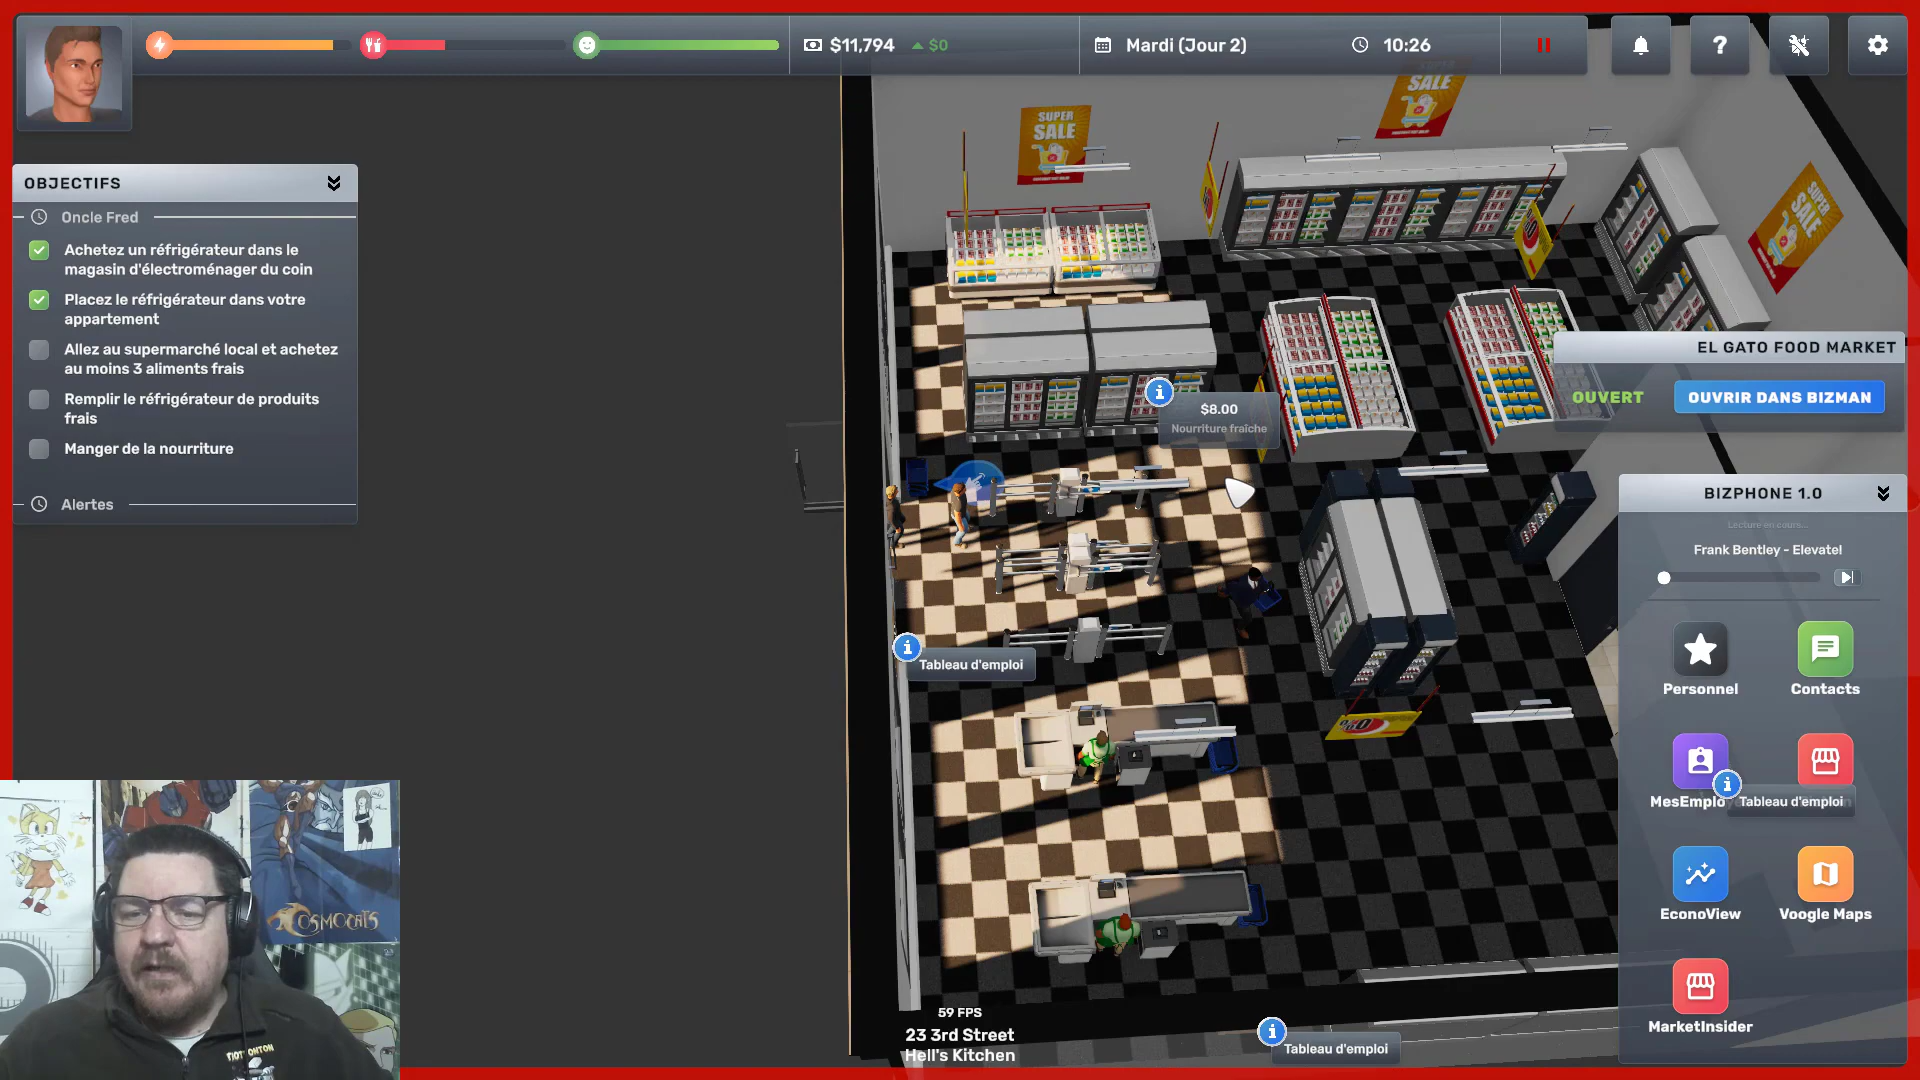 $11,794
$0
Mardi (Jour 2)
10:26
OBJECTIFS
Oncle Fred
Achetez un réfrigérateur dans le
magasin d'électroménager du coin
Placez le réfrigérateur dans votre
appartement
Allez au supermarché local et achetez
au moins 3 aliments frais
Remplir le réfrigérateur de produits
frais
Manger de la nourriture
Alertes
SUPER
SALE
SALE
SALE
EL GATO FOOD MARKET
OUVERT
OUVRIR DANS BIZMAN
$8.00
Nourriture fraîche
Tableau d'emploi
BIZPHONE 1.0
Lecture en cours...
Frank Bentley - Elevatel
Personnel
Contacts
MesEmplo
Tableau d'emploi
EconoView
Voogle Maps
MarketInsider
59 FPS
23 3rd Street
Hell's Kitchen
Tableau d'emploi
COSMOCATS